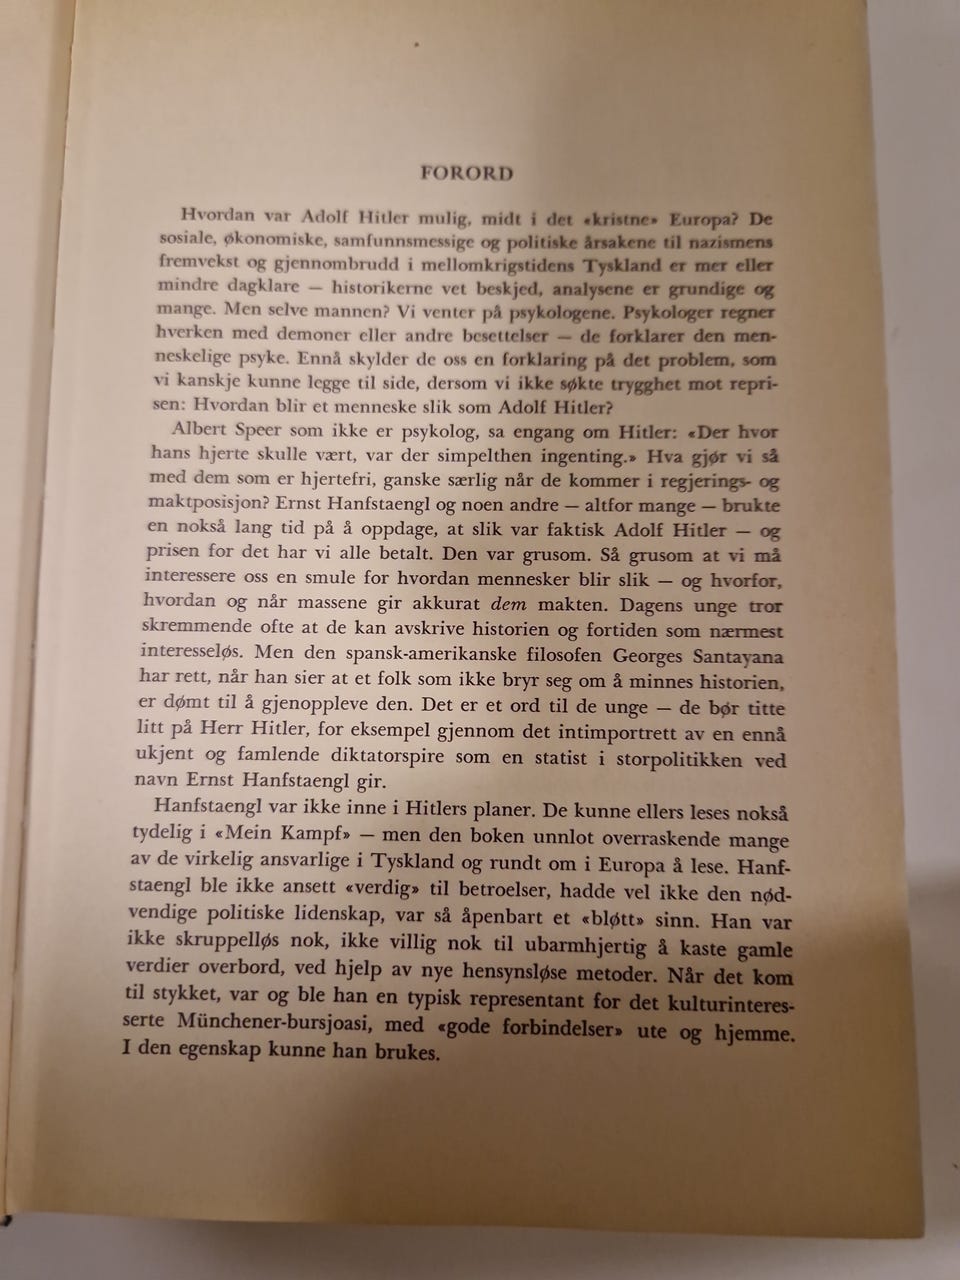 FORORD
Hvordan var Adolf Hitler mulig, midt i det «kristne» Europa? De
sosiale, økonomiske, samfunnsmessige og politiske årsakene til nazismens
fremvekst og gjennombrudd i mellomkrigstidens Tyskland er mer eller
mindre dagklare — historikerne vet beskjed, analysene er grundige og
mange. Men selve mannen? Vi venter på psykologene. Psykologer regner
hverken med demoner eller andre besettelser — de forklarer den men-
neskelige psyke. Ennå skylder de oss en forklaring på det problem, som
vi kanskje kunne legge til side, dersom vi ikke søkte trygghet mot repri-
sen: Hvordan blir et menneske slik som Adolf Hitler?
Albert Speer som ikke er psykolog, sa engang om Hitler: «Der hvor
hans hjerte skulle vært, var der simpelthen ingenting.» Hva gjør vi så
med dem som er hjertefri, ganske særlig når de kommer i regjerings- og
maktposisjon? Ernst Hanfstaengl og noen andre — altfor mange — brukte
en nokså lang tid på å oppdage, at slik var faktisk Adolf Hitler — og
prisen for det har vi alle betalt. Den var grusom. Så grusom at vi må
interessere oss en smule for hvordan mennesker blir slik — og hvorfor,
hvordan og når massene gir akkurat dem makten. Dagens unge tror
skremmende ofte at de kan avskrive historien og fortiden som nærmest
interesseløs. Men den spansk-amerikanske filosofen Georges Santayana
har rett, når han sier at et folk som ikke bryr seg om å minnes historien,
er dømt til å gjenoppleve den. Det er et ord til de unge — de bør titte
litt på Herr Hitler, for eksempel gjennom det intimportrett av en ennå
ukjent og famlende diktatorspire som en statist i storpolitikken ved
navn Ernst Hanfstaengl gir.
Hanfstaengl var ikke inne i Hitlers planer. De kunne ellers leses nokså
tydelig i «Mein Kampf» — men den boken unnlot overraskende mange
av de virkelig ansvarlige i Tyskland og rundt om i Europa å lese. Hanf-
staengl ble ikke ansett «verdig» til betroelser, hadde vel ikke den nød-
vendige politiske lidenskap, var så åpenbart et «bløtt» sinn. Han var
ikke skruppelløs nok, ikke villig nok til ubarmhjertig å kaste gamle
verdier overbord, ved hjelp av nye hensynsløse metoder. Når det kom
til stykket, var og ble han en typisk representant for det kulturinteres-
serte Münchener-bursjoasi, med «gode forbindelser» ute og hjemme.
I den egenskap kunne han brukes.